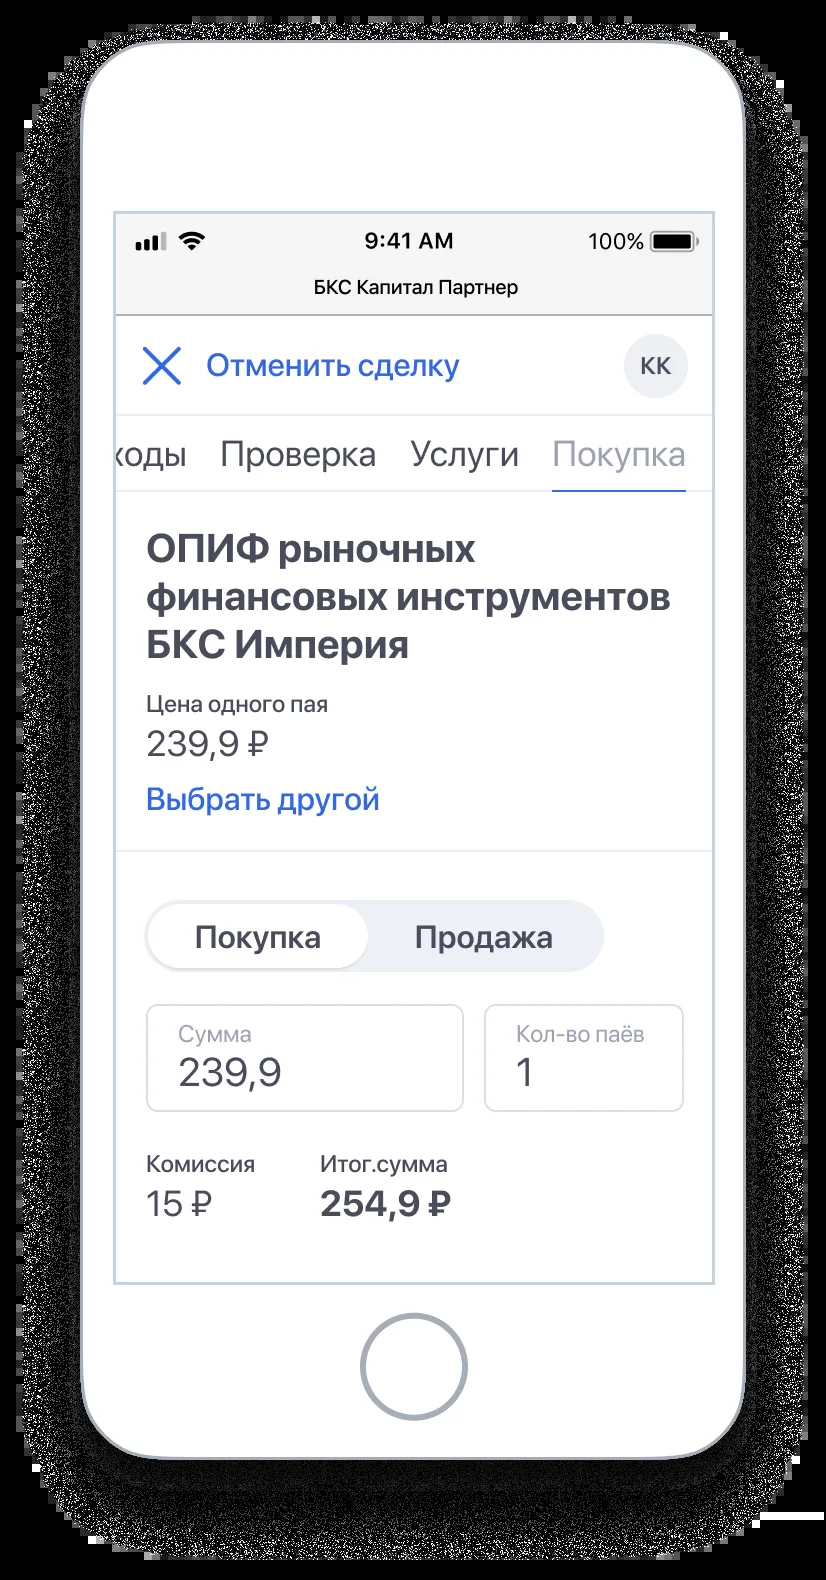 9:41 AM 100%
БКС Капитал Партнер
Отменить сделку КК
ходы Проверка Услуги Покупка
ОПИФ рыночных
финансовых инструментов
БКС Империя
Цена одного пая
239,9 ₽
Выбрать другой
Покупка Продажа
Сумма Кол-во паёв
239,9 1
Комиссия Итог.сумма
15 ₽ 254,9 ₽